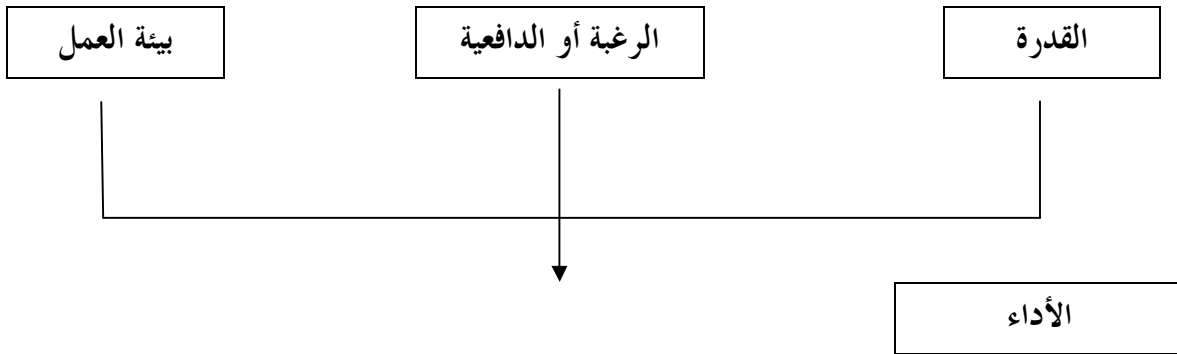 القدرة
الرغبة أو الدافعية
بيئة العمل
الأداء